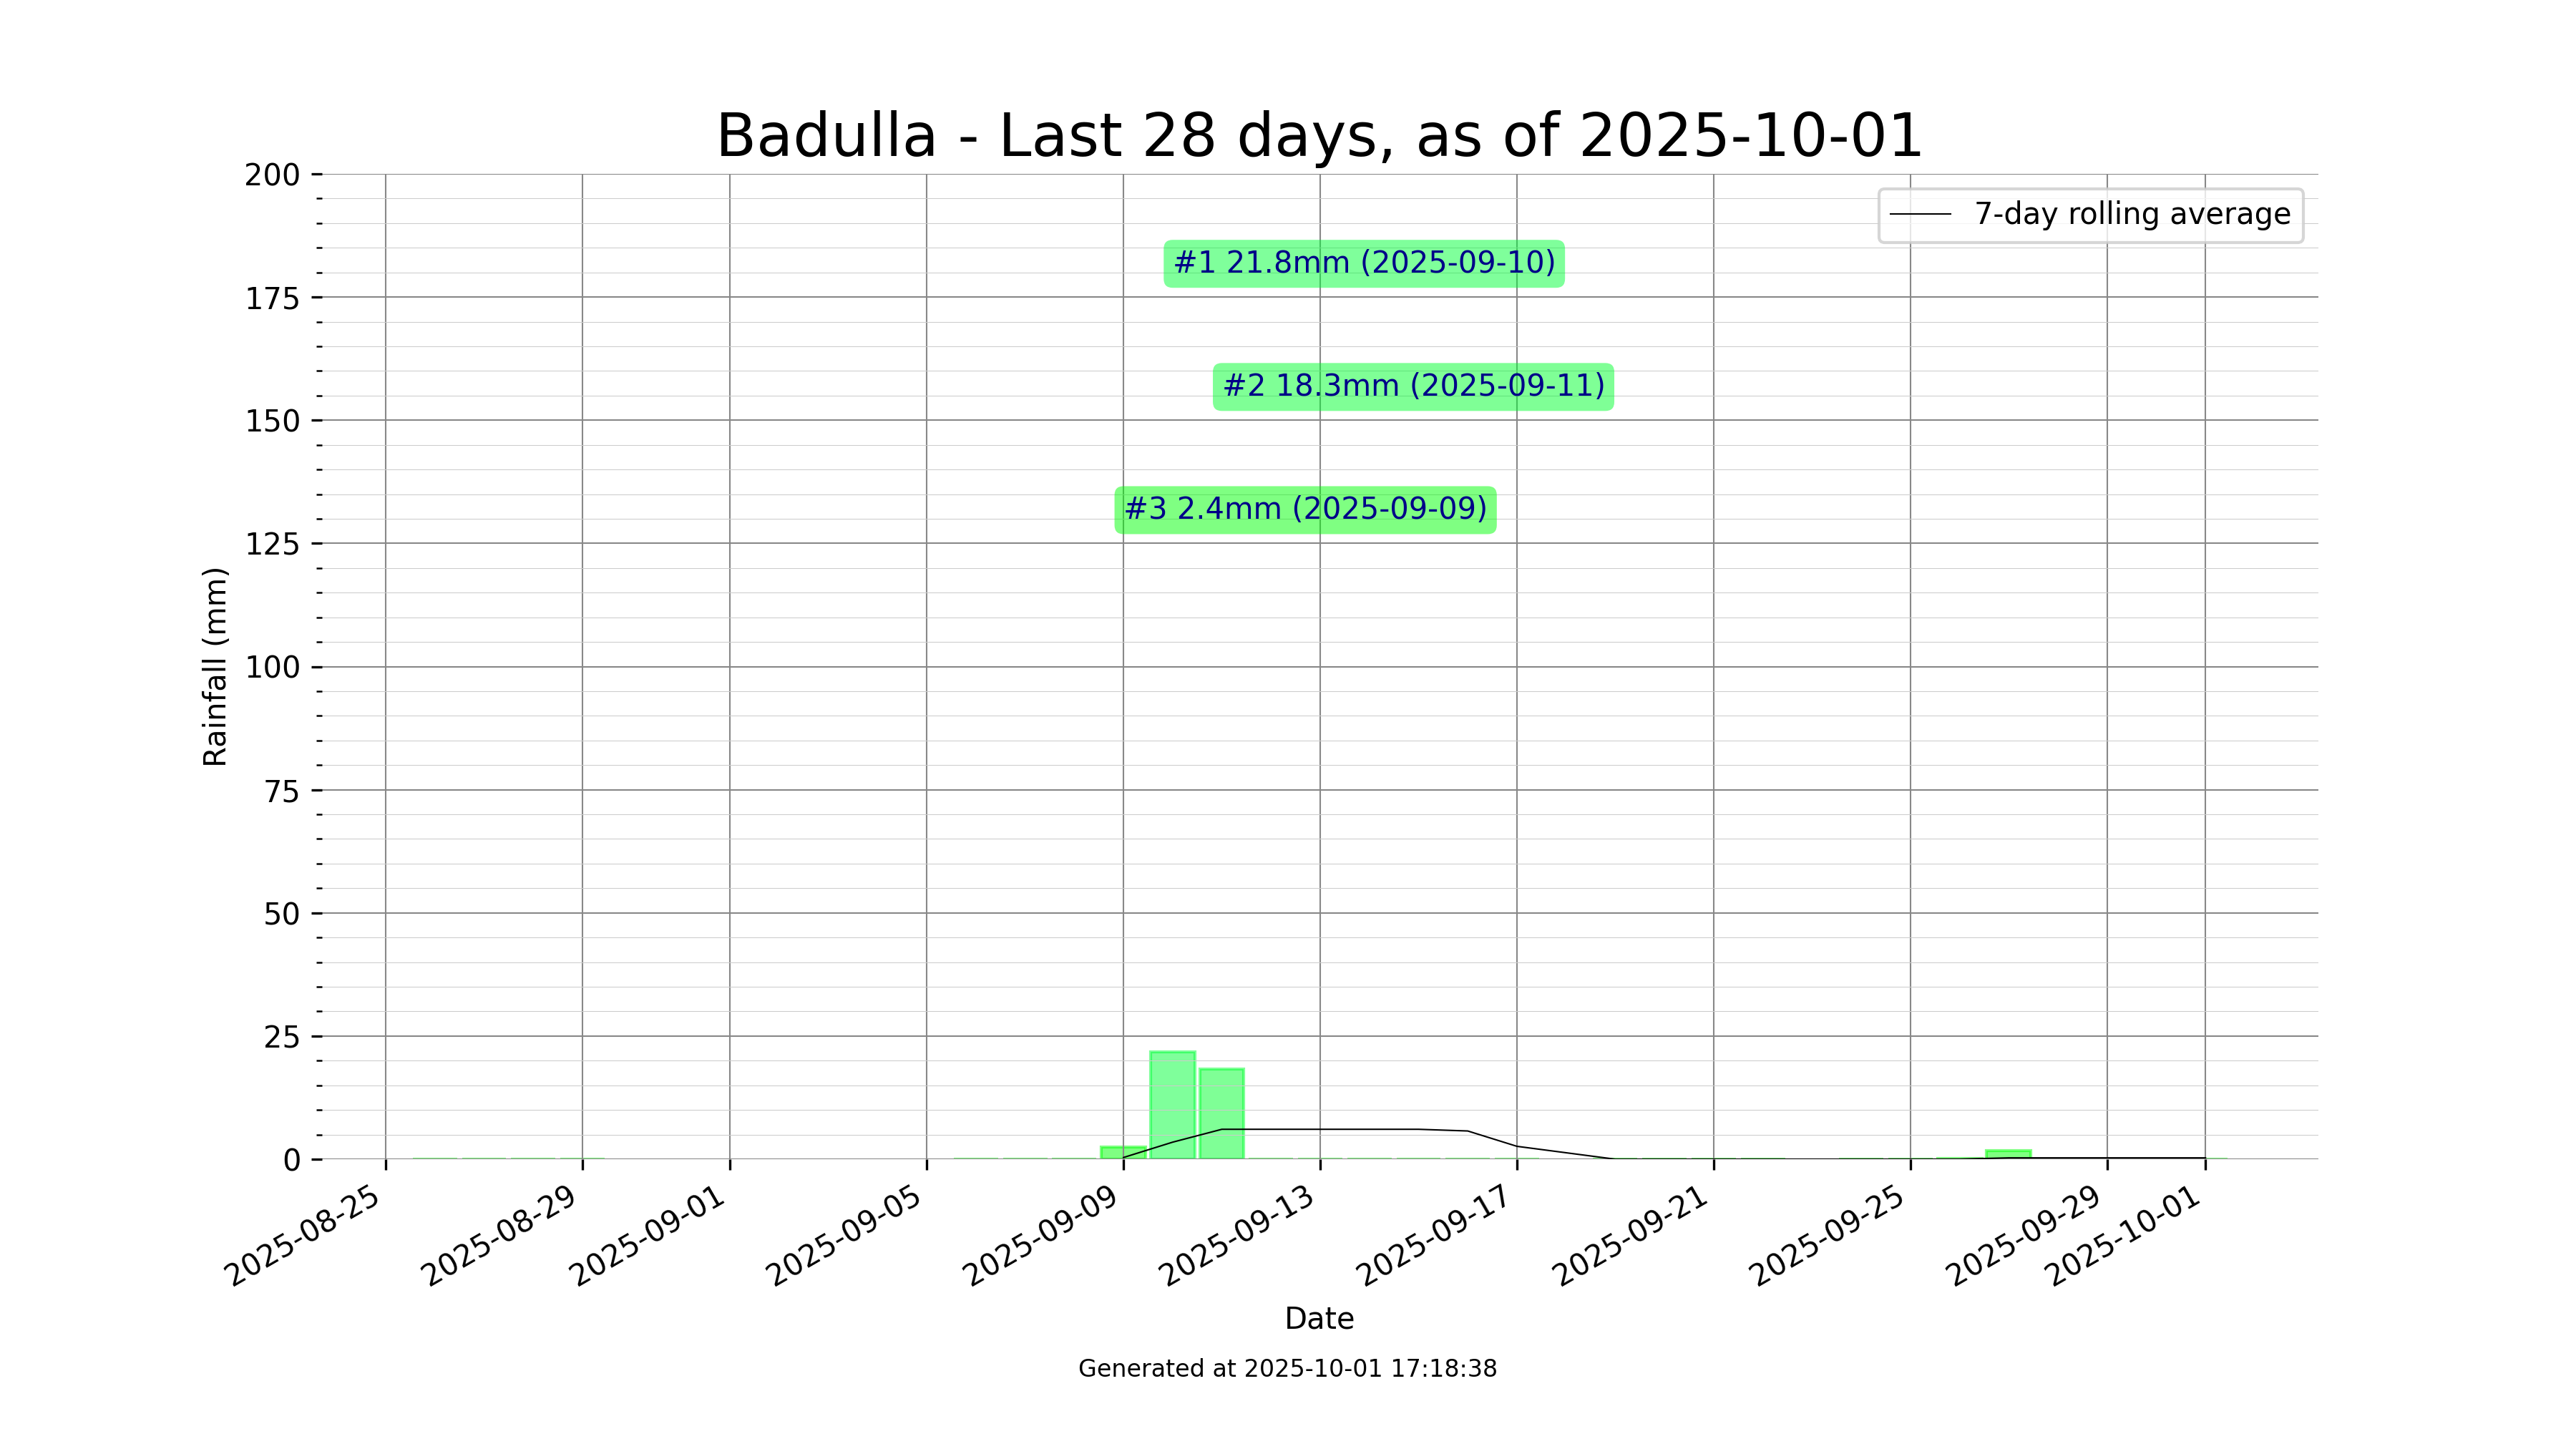 Badulla - Last 28 days, as of 2025-10-01
200
7-day rolling average
#1 21.8mm (2025-09-10)
175
#2 18.3mm (2025-09-11)
150
#3 2.4mm (2025-09-09)
125
Rainfall (mm)
100
75
50
25
0
2025-08-25
2025-08-29
2025-09-01
2025-09-05
2025-09-09
2025-09-13
2025-09-17
2025-09-21
2025-09-25
2025-09-29
2025-10-01
Date
Generated at 2025-10-01 17:18:38